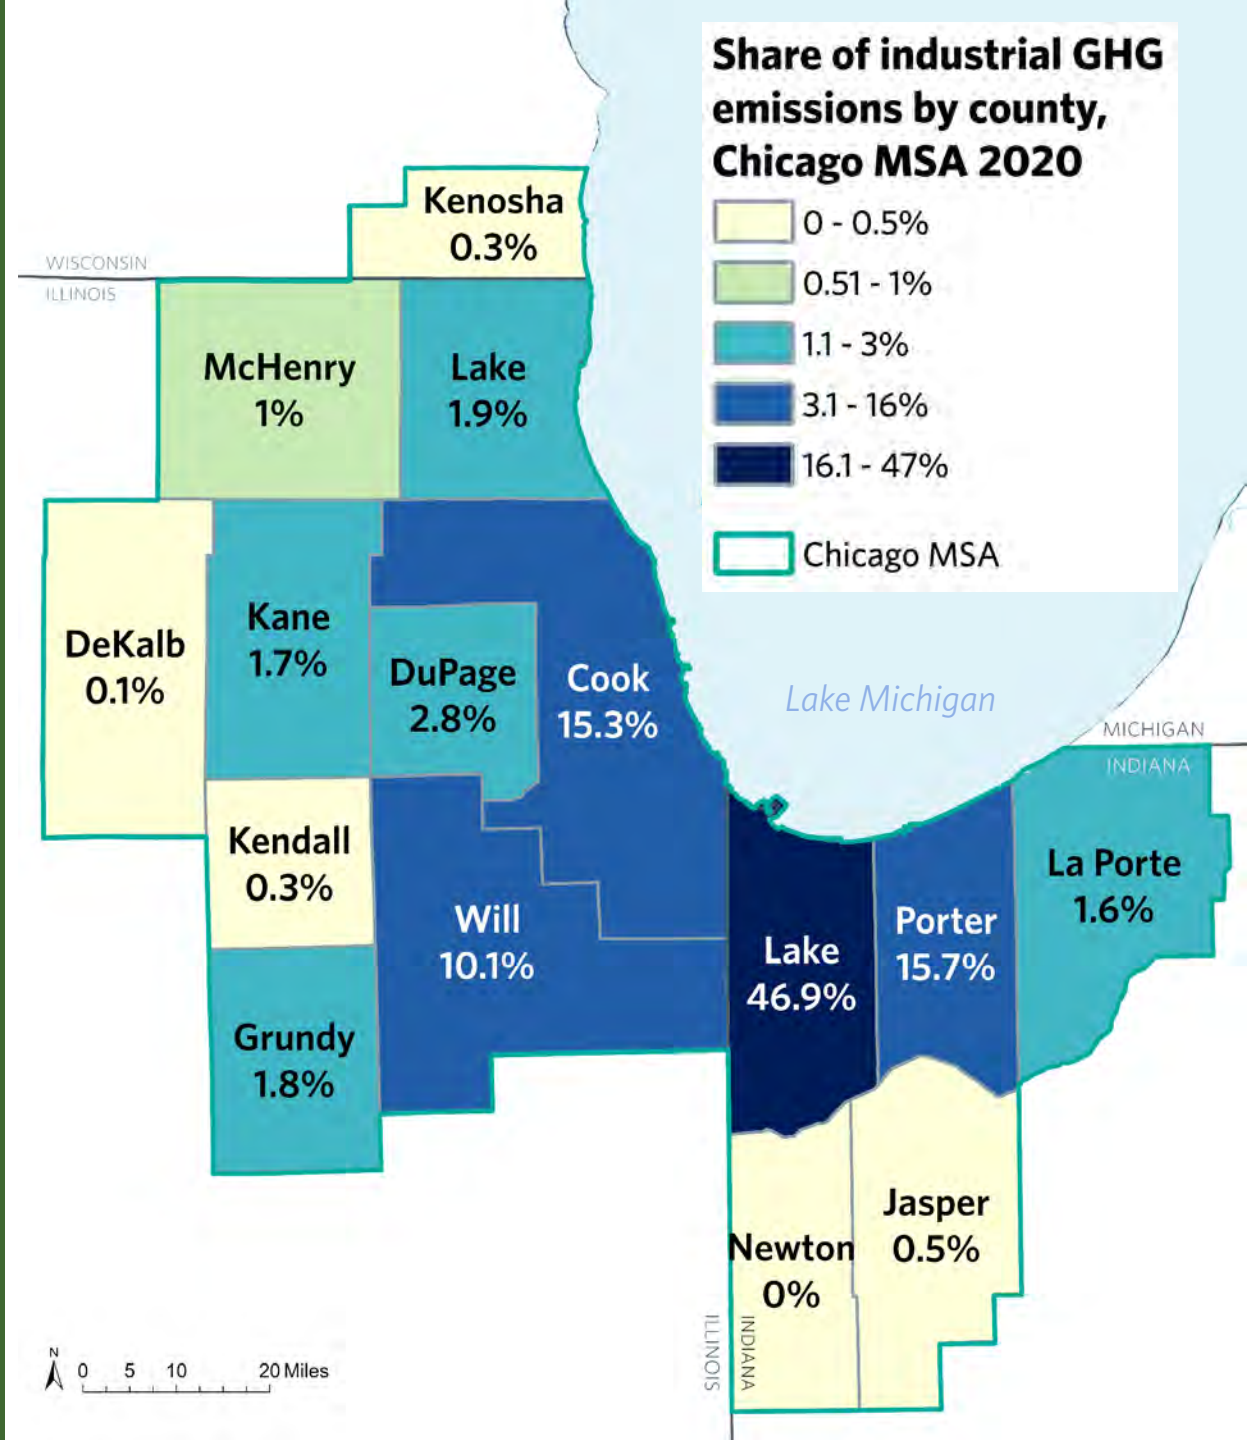 Share of industrial GHG
emissions by county,
Chicago MSA 2020
0 - 0.5%
0.51 - 1%
1.1 - 3%
3.1 - 16%
16.1 - 47%
Chicago MSA
Kenosha
0.3%
WISCONSIN
ILLINOIS
McHenry
1%
Lake
1.9%
DeKalb
0.1%
Kane
1.7%
DuPage
2.8%
Cook
15.3%
Lake Michigan
MICHIGAN
INDIANA
Kendall
0.3%
Will
10.1%
Lake
46.9%
Porter
15.7%
La Porte
1.6%
Grundy
1.8%
Newton
0%
Jasper
0.5%
ILLINOIS
INDIANA
N
0 5 10 20 Miles